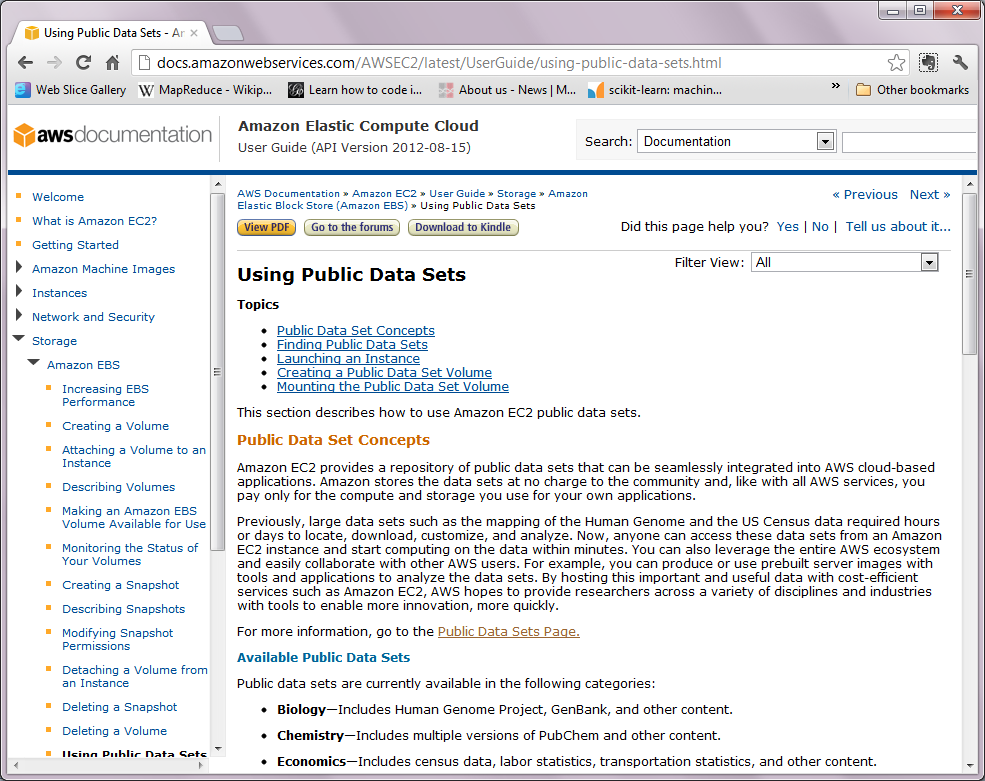 Using Public Data Sets - Ar
docs.amazonwebservices.com/AWSEC2/latest/UserGuide/using-public-data-sets.html
Web Slice Gallery
MapReduce - Wikip...
Learn how to code i...
About us - News | M...
scikit-learn: machin...
»
Other bookmarks
awsdocumentation
Amazon Elastic Compute Cloud
User Guide (API Version 2012-08-15)
Search:
Documentation
Welcome
What is Amazon EC2?
Getting Started
Amazon Machine Images
Instances
Network and Security
Storage
Amazon EBS
Increasing EBS
Performance
Creating a Volume
Attaching a Volume to an
Instance
Describing Volumes
Making an Amazon EBS
Volume Available for Use
Monitoring the Status of
Your Volumes
Creating a Snapshot
Describing Snapshots
Modifying Snapshot
Permissions
Detaching a Volume from
an Instance
Deleting a Snapshot
Deleting a Volume
Using Public Data Sets
AWS Documentation » Amazon EC2 » User Guide » Storage » Amazon
Elastic Block Store (Amazon EBS) » Using Public Data Sets
« Previous Next »
View PDF
Go to the forums
Download to Kindle
Did this page help you? Yes | No | Tell us about it...
Filter View: All
Using Public Data Sets
Topics
• Public Data Set Concepts
• Finding Public Data Sets
• Launching an Instance
• Creating a Public Data Set Volume
• Mounting the Public Data Set Volume
This section describes how to use Amazon EC2 public data sets.
Public Data Set Concepts
Amazon EC2 provides a repository of public data sets that can be seamlessly integrated into AWS cloud-based
applications. Amazon stores the data sets at no charge to the community and, like with all AWS services, you
pay only for the compute and storage you use for your own applications.
Previously, large data sets such as the mapping of the Human Genome and the US Census data required hours
or days to locate, download, customize, and analyze. Now, anyone can access these data sets from an Amazon
EC2 instance and start computing on the data within minutes. You can also leverage the entire AWS ecosystem
and easily collaborate with other AWS users. For example, you can produce or use prebuilt server images with
tools and applications to analyze the data sets. By hosting this important and useful data with cost-efficient
services such as Amazon EC2, AWS hopes to provide researchers across a variety of disciplines and industries
with tools to enable more innovation, more quickly.
For more information, go to the Public Data Sets Page.
Available Public Data Sets
Public data sets are currently available in the following categories:
• Biology—Includes Human Genome Project, GenBank, and other content.
• Chemistry—Includes multiple versions of PubChem and other content.
• Economics—Includes census data, labor statistics, transportation statistics, and other content.